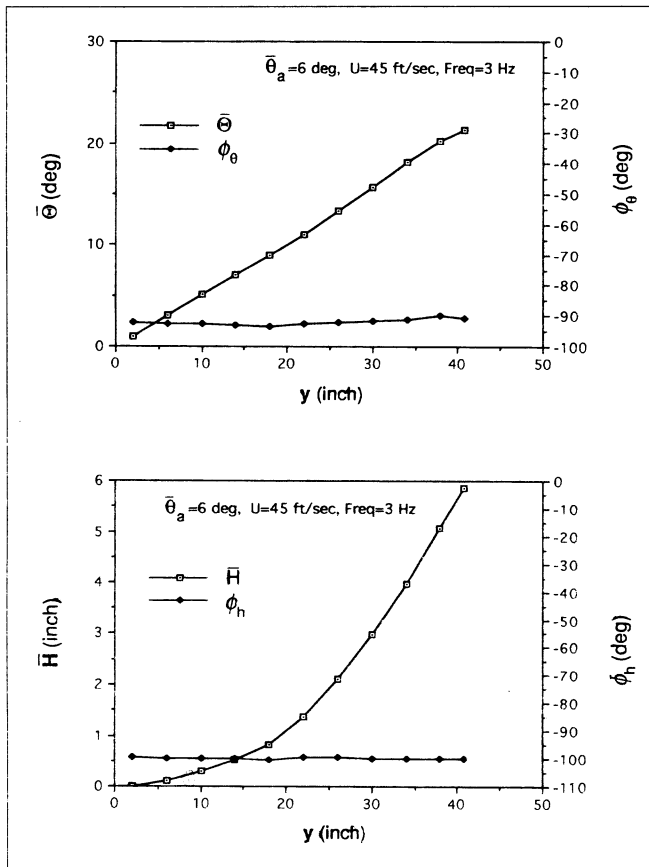 θ̄a=6 deg, U=45 ft/sec, Freq=3 Hz
Θ̄
ϕθ
30
20
10
0
Θ̄ (deg)
0
-10
-20
-30
-40
-50
-60
-70
-80
-90
-100
ϕθ (deg)
0 10 20 30 40 50
y (inch)
θ̄a=6 deg, U=45 ft/sec, Freq=3 Hz
H̄
ϕh
6
5
4
3
2
1
0
H̄ (inch)
0
-10
-20
-30
-40
-50
-60
-70
-80
-90
-100
-110
ϕh (deg)
0 10 20 30 40 50
y (inch)